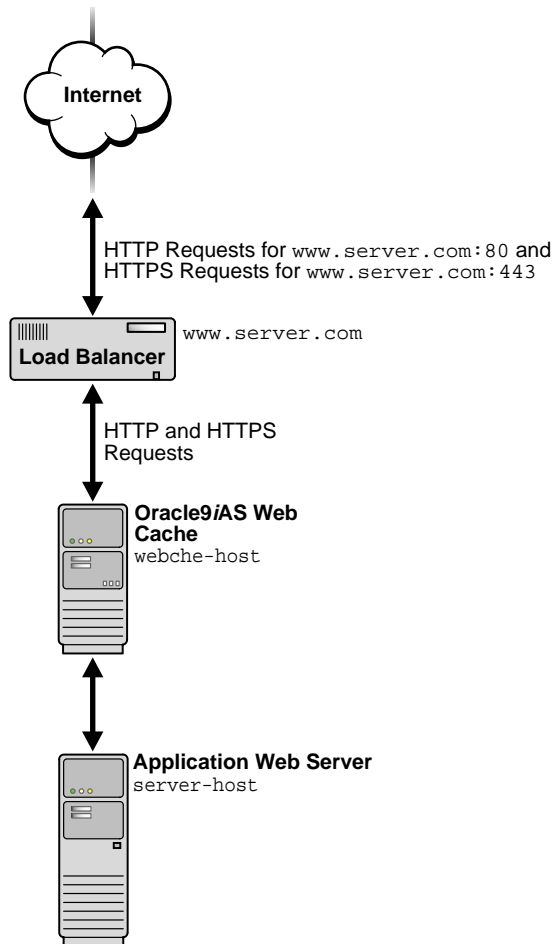 Internet
HTTP Requests for www.server.com:80 and
HTTPS Requests for www.server.com:443
www.server.com
Load Balancer
HTTP and HTTPS
Requests
Oracle9iAS Web
Cache
webche-host
Application Web Server
server-host